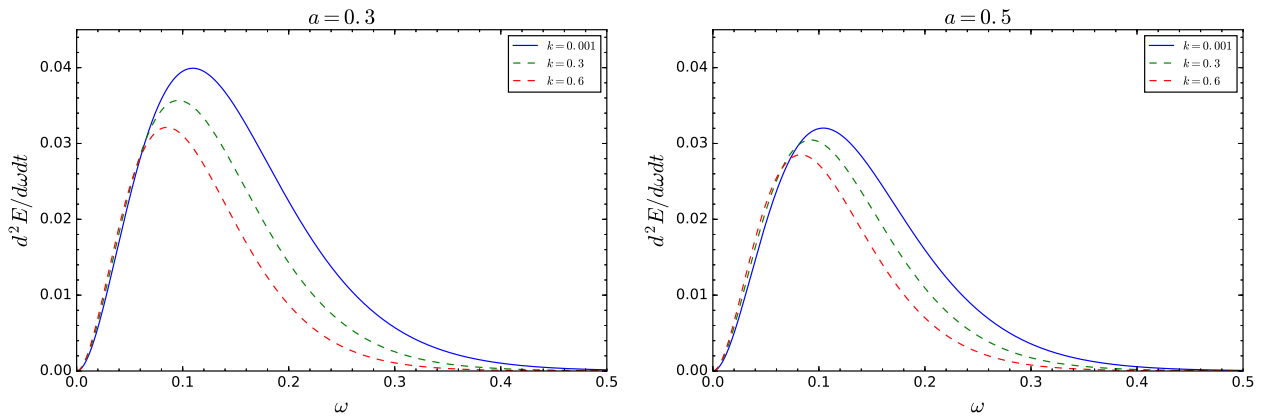 a = 0.3
k = 0.001
k = 0.3
k = 0.6
d²E/dωdt
0.04
0.03
0.02
0.01
0.00
0.0 0.1 0.2 0.3 0.4 0.5
ω
a = 0.5
k = 0.001
k = 0.3
k = 0.6
d²E/dωdt
0.04
0.03
0.02
0.01
0.00
0.0 0.1 0.2 0.3 0.4 0.5
ω